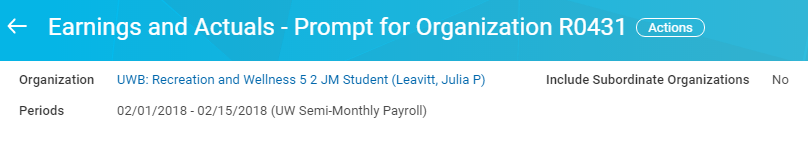 Earnings and Actuals - Prompt for Organization R0431 Actions
Organization UWB: Recreation and Wellness 5 2 JM Student (Leavitt, Julia P) Include Subordinate Organizations No
Periods 02/01/2018 - 02/15/2018 (UW Semi-Monthly Payroll)